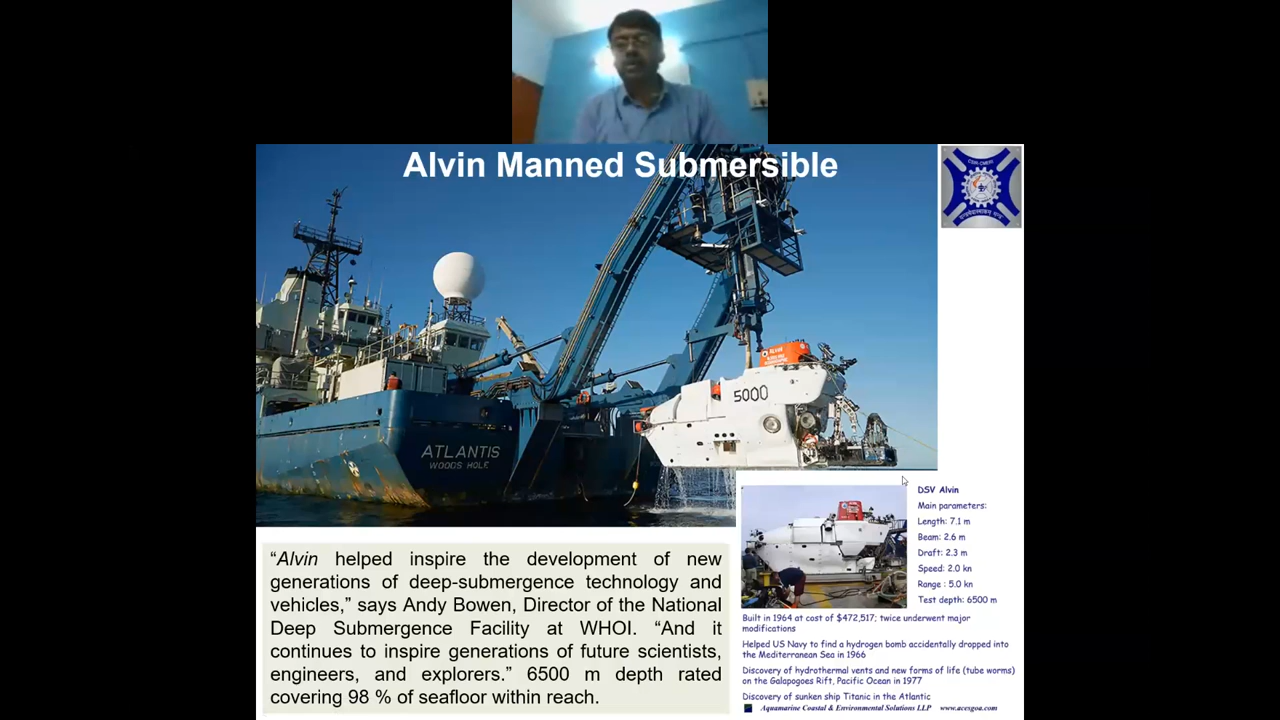 Alvin Manned Submersible
CSIR-CMERI
ALVIN
5000
ATLANTIS
WOODS HOLE
“Alvin helped inspire the development of new
generations of deep-submergence technology and
vehicles,” says Andy Bowen, Director of the National
Deep Submergence Facility at WHOI. “And it
continues to inspire generations of future scientists,
engineers, and explorers.” 6500 m depth rated
covering 98 % of seafloor within reach.
DSV Alvin
Main parameters:
Length: 7.1 m
Beam: 2.6 m
Draft: 2.3 m
Speed: 2.0 kn
Range : 5.0 kn
Test depth: 6500 m
Built in 1964 at cost of $472,517; twice underwent major
modifications
Helped US Navy to find a hydrogen bomb accidentally dropped into
the Mediterranean Sea in 1966
Discovery of hydrothermal vents and new forms of life (tube worms)
on the Galapogoes Rift, Pacific Ocean in 1977
Discovery of sunken ship Titanic in the Atlantic
Aquamarine Coastal & Environmental Solutions LLP www.acesgoa.com